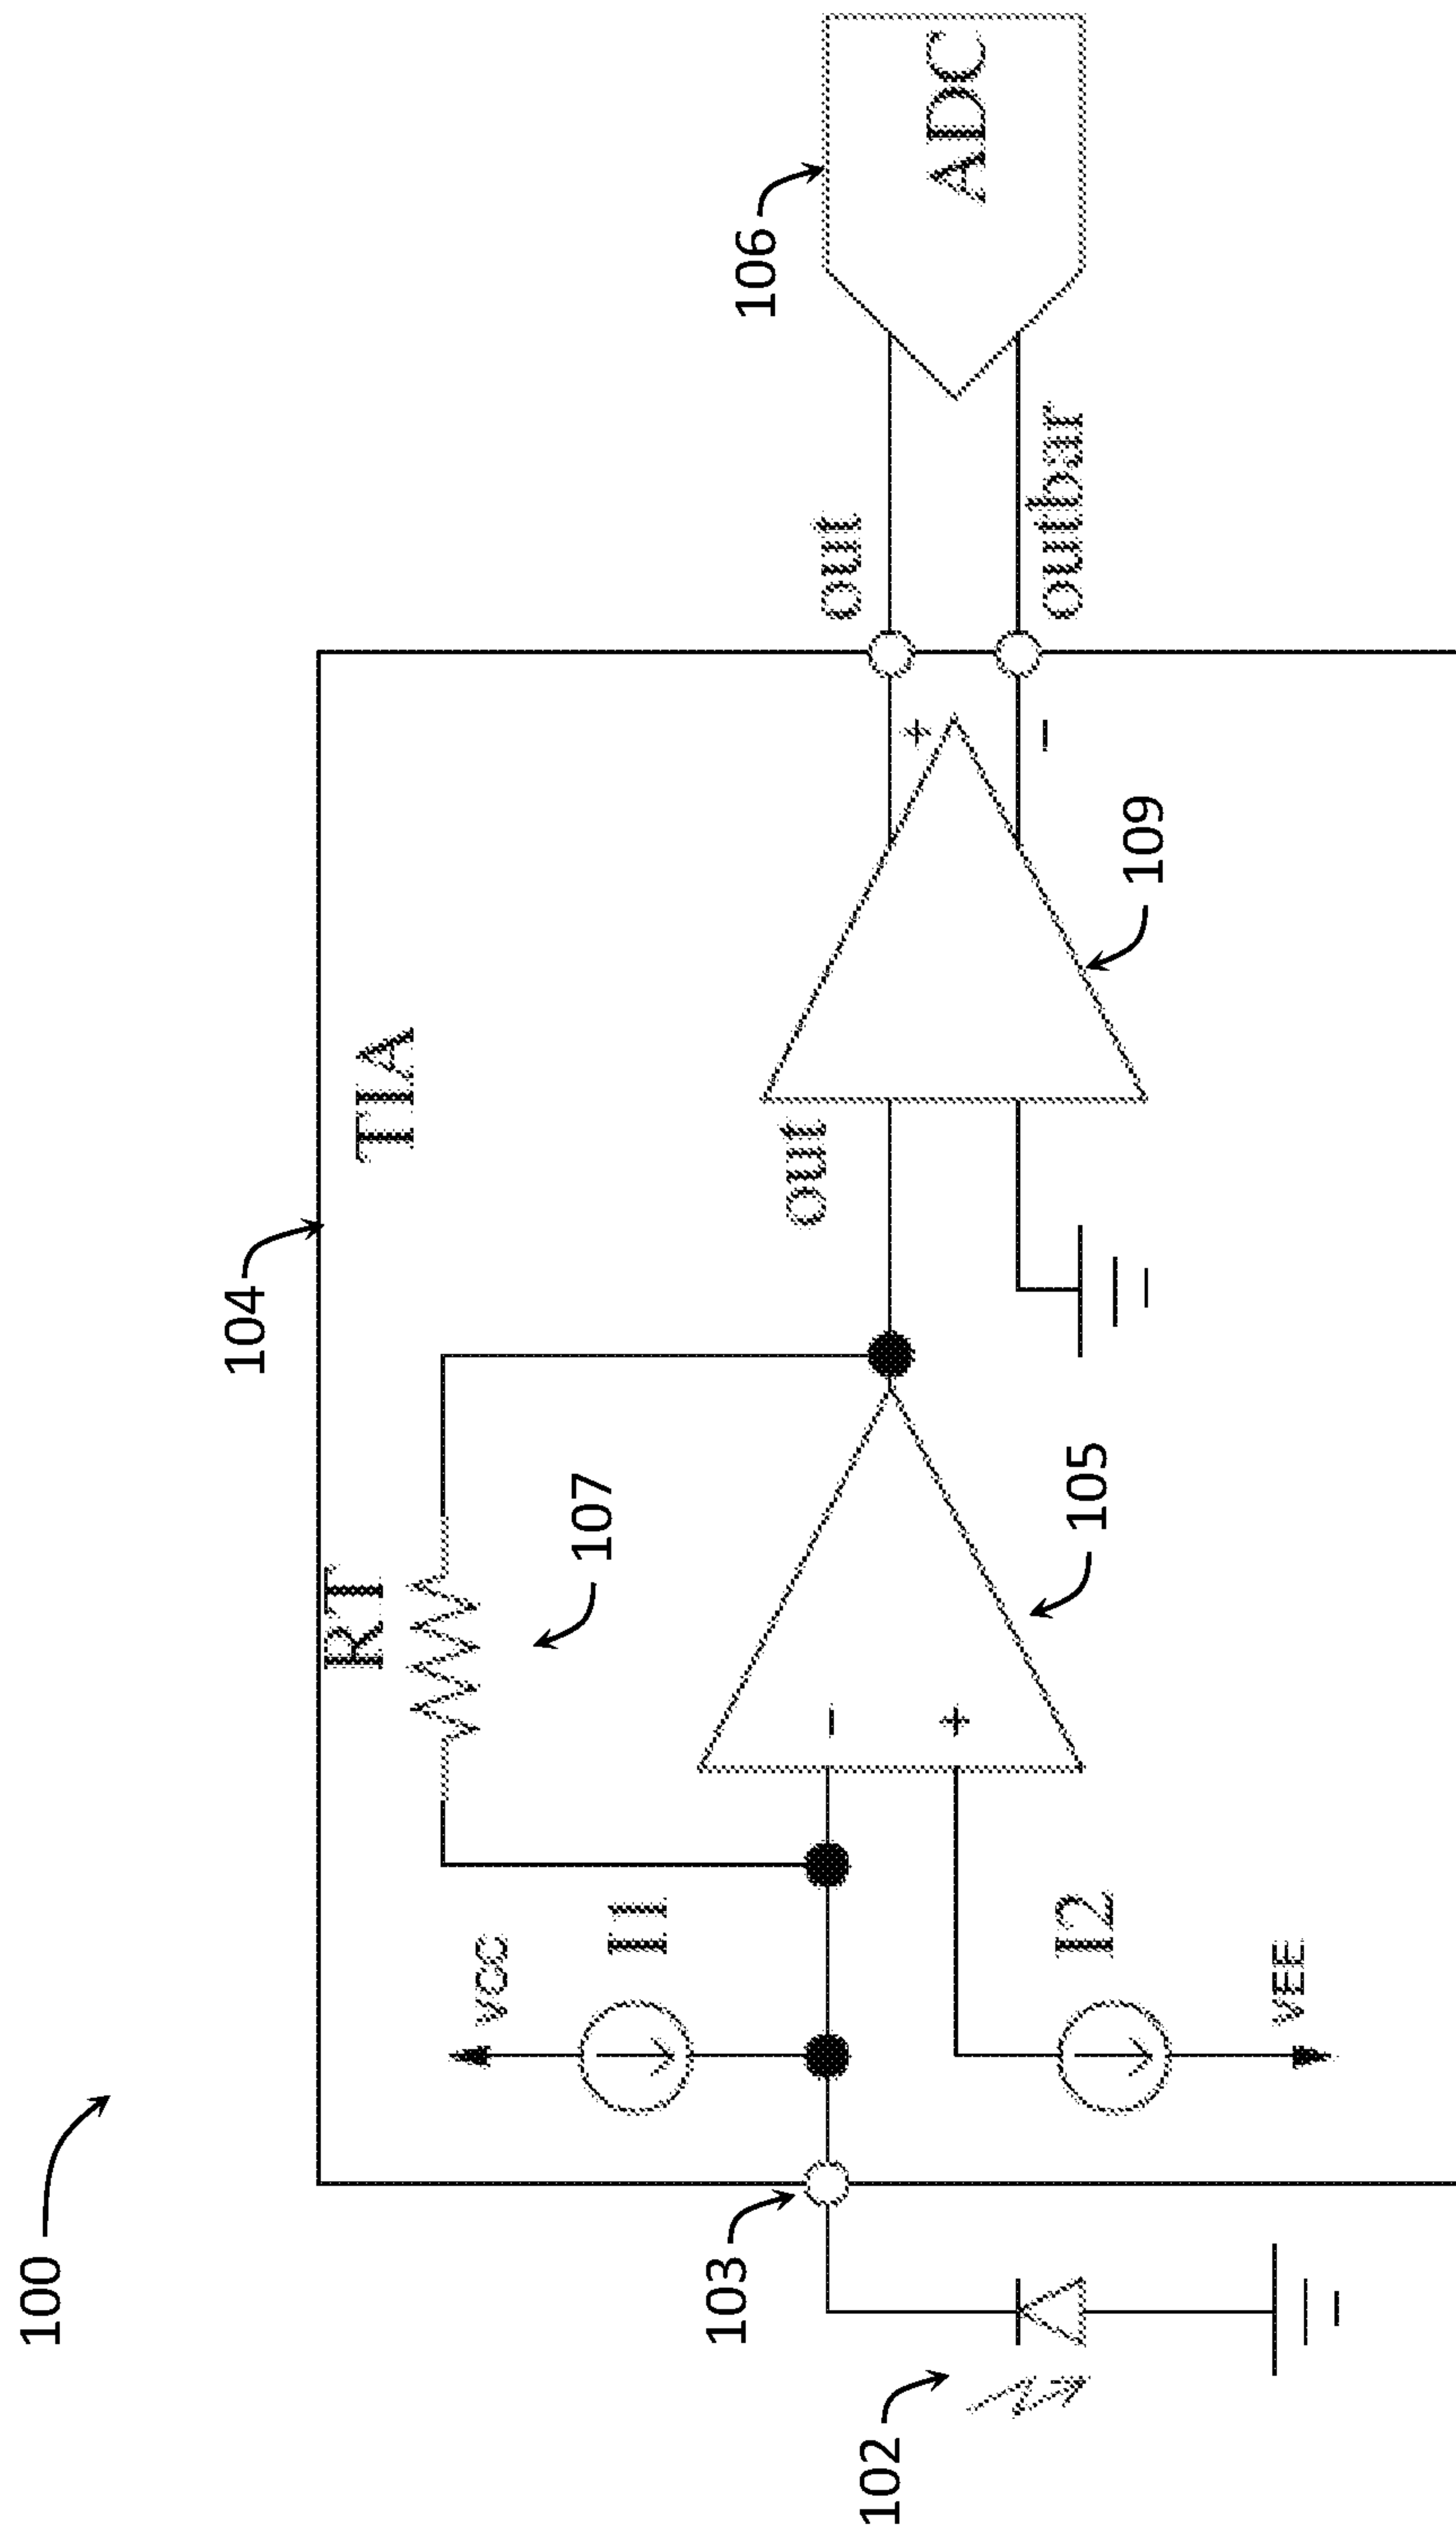 100
104
TIA
RT
107
106
vCC
I1
103
out
out
ADC
−
+
+
−
outbar
102
I2
105
109
vEE